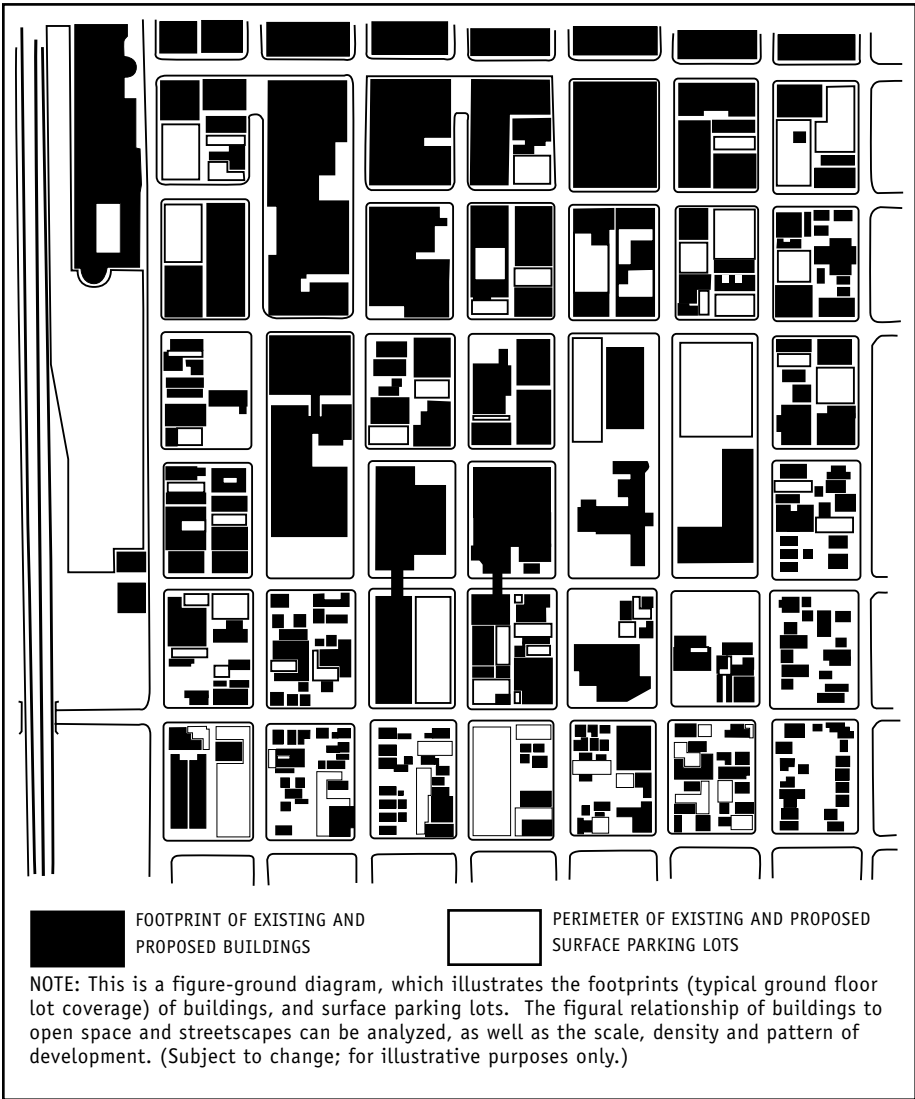 FOOTPRINT OF EXISTING AND
PROPOSED BUILDINGS
PERIMETER OF EXISTING AND PROPOSED
SURFACE PARKING LOTS
NOTE: This is a figure-ground diagram, which illustrates the footprints (typical ground floor
lot coverage) of buildings, and surface parking lots. The figural relationship of buildings to
open space and streetscapes can be analyzed, as well as the scale, density and pattern of
development. (Subject to change; for illustrative purposes only.)